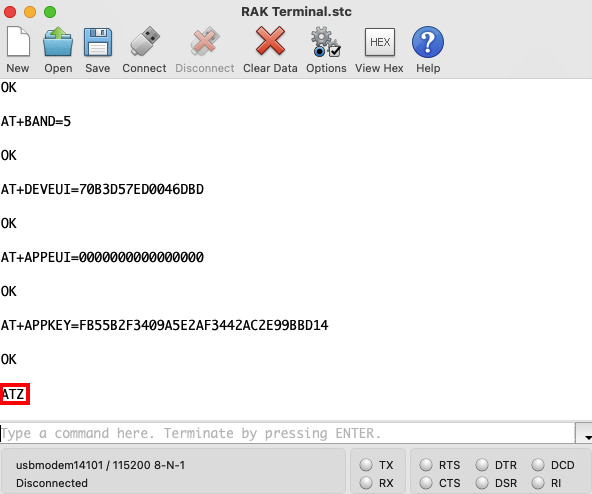 RAK Terminal.stc
New Open Save Connect Disconnect Clear Data Options HEX View Hex Help
OK
AT+BAND=5
OK
AT+DEVEUI=70B3D57ED0046DBD
OK
AT+APPEUI=0000000000000000
OK
AT+APPKEY=FB55B2F3409A5E2AF3442AC2E99BBD14
OK
ATZ
Type a command here. Terminate by pressing ENTER.
usbmodem14101 / 115200 8-N-1
Disconnected
TX RTS DTR DCD
RX CTS DSR RI